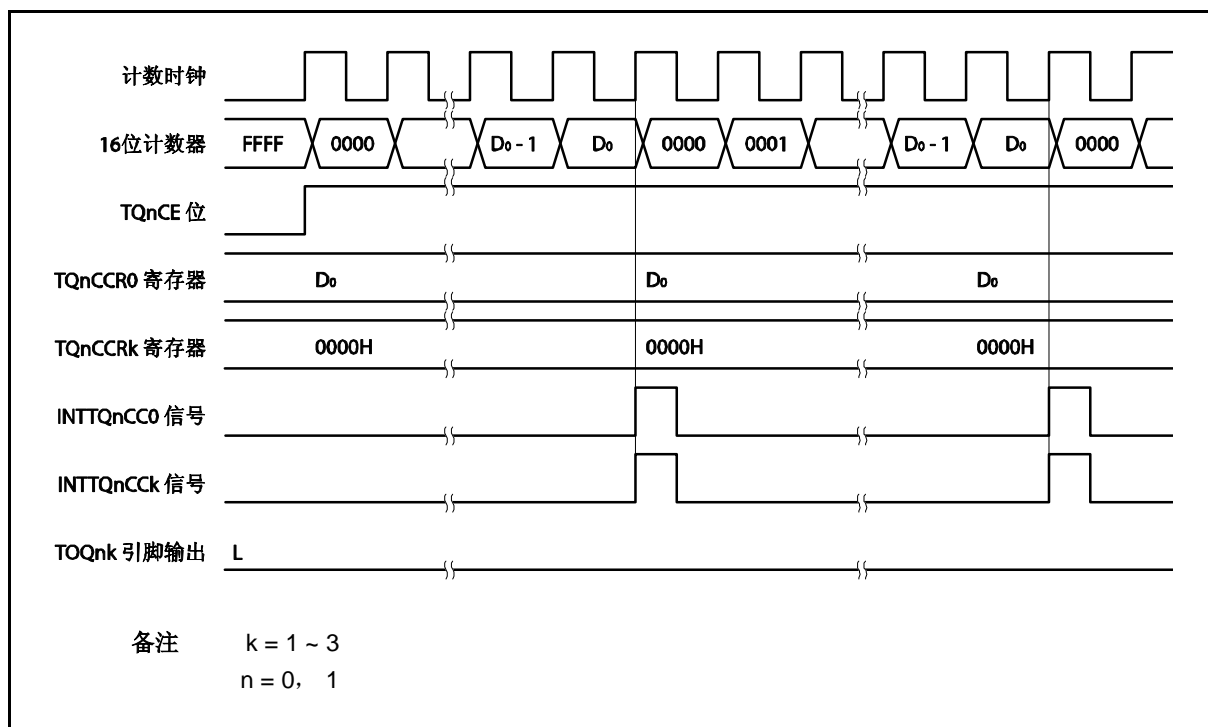 计数时钟
16位计数器 FFFF 0000 D0 - 1 D0 0000 0001 D0 - 1 D0 0000
TQnCE 位
TQnCCR0 寄存器 D0 D0 D0
TQnCCRk 寄存器 0000H 0000H 0000H
INTTQnCC0 信号
INTTQnCCk 信号
TOQnk 引脚输出 L
备注 k = 1 ~ 3
n = 0， 1